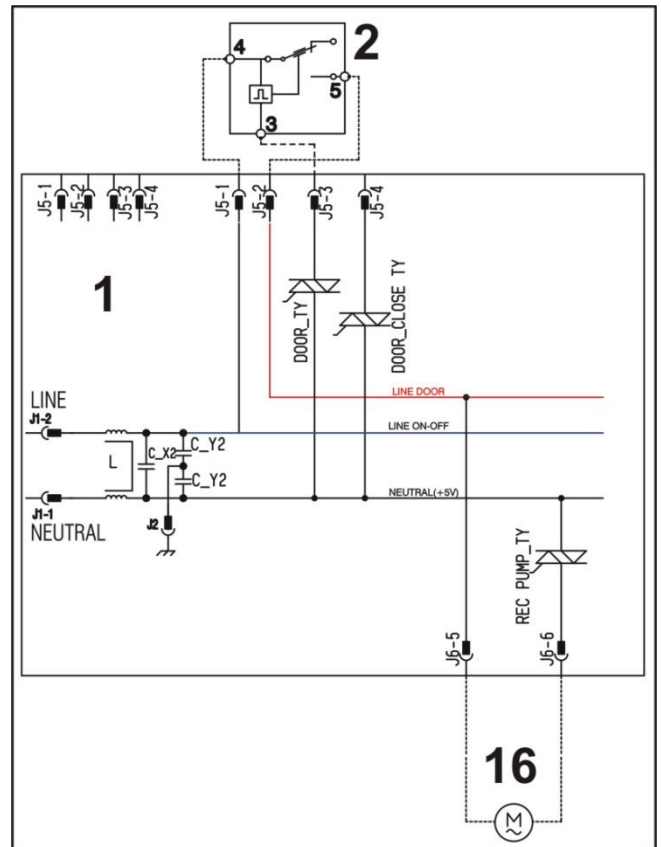 4
2
5
3
J5-1
J5-2
J5-3
J5-4
J5-1
J5-2
J5-3
J5-4
1
DOOR_TY
DOOR_CLOSE TY
LINE DOOR
LINE
J1-2
LINE ON-OFF
L
C_X2
C_Y2
C_Y2
NEUTRAL(+5V)
J1-1
NEUTRAL
J2
REC PUMP_TY
J6-5
J6-6
16
M